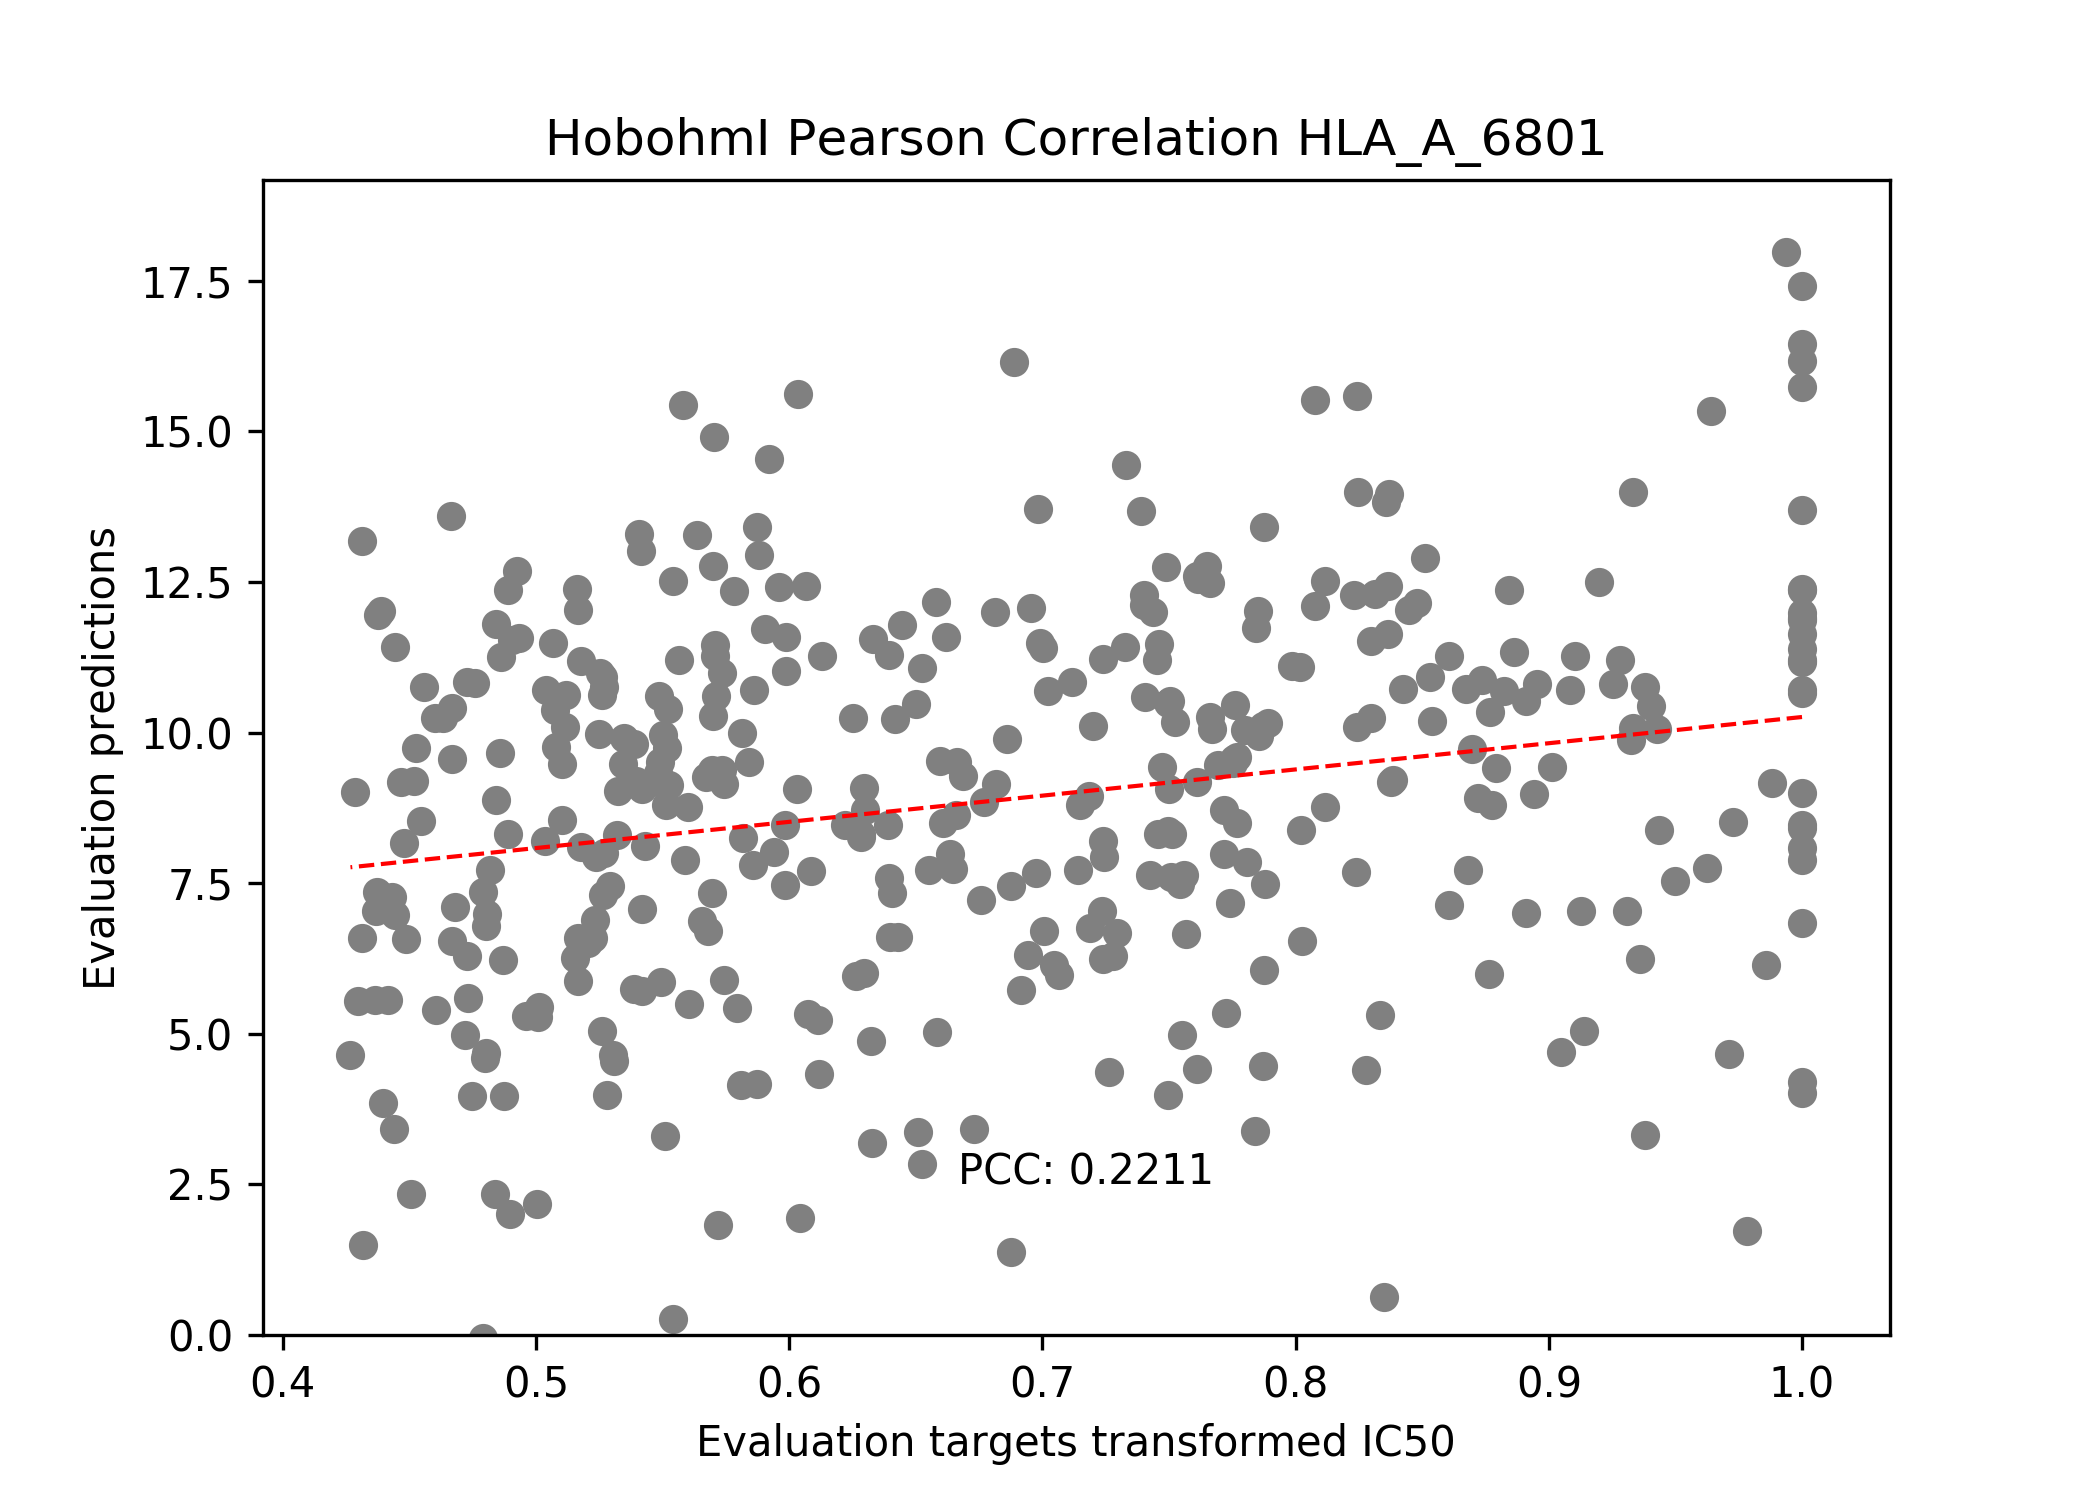 HobohmI Pearson Correlation HLA_A_6801
Evaluation predictions
17.5
15.0
12.5
10.0
7.5
5.0
2.5
0.0
PCC: 0.2211
0.4 0.5 0.6 0.7 0.8 0.9 1.0
Evaluation targets transformed IC50